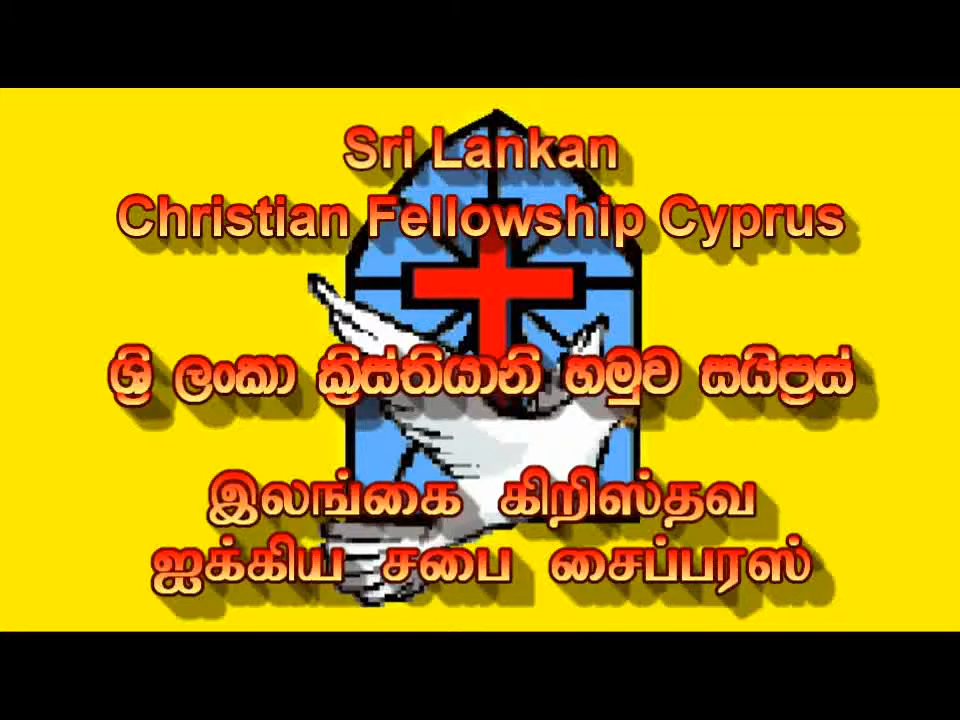 Sri Lankan
Christian Fellowship Cyprus
ශ්‍රි ලංකා ක්‍රිස්තියානි හමුව සයිප්‍රස්
இலங்கை கிறிஸ்தவ
ஐக்கிய சபை சைப்பரஸ்